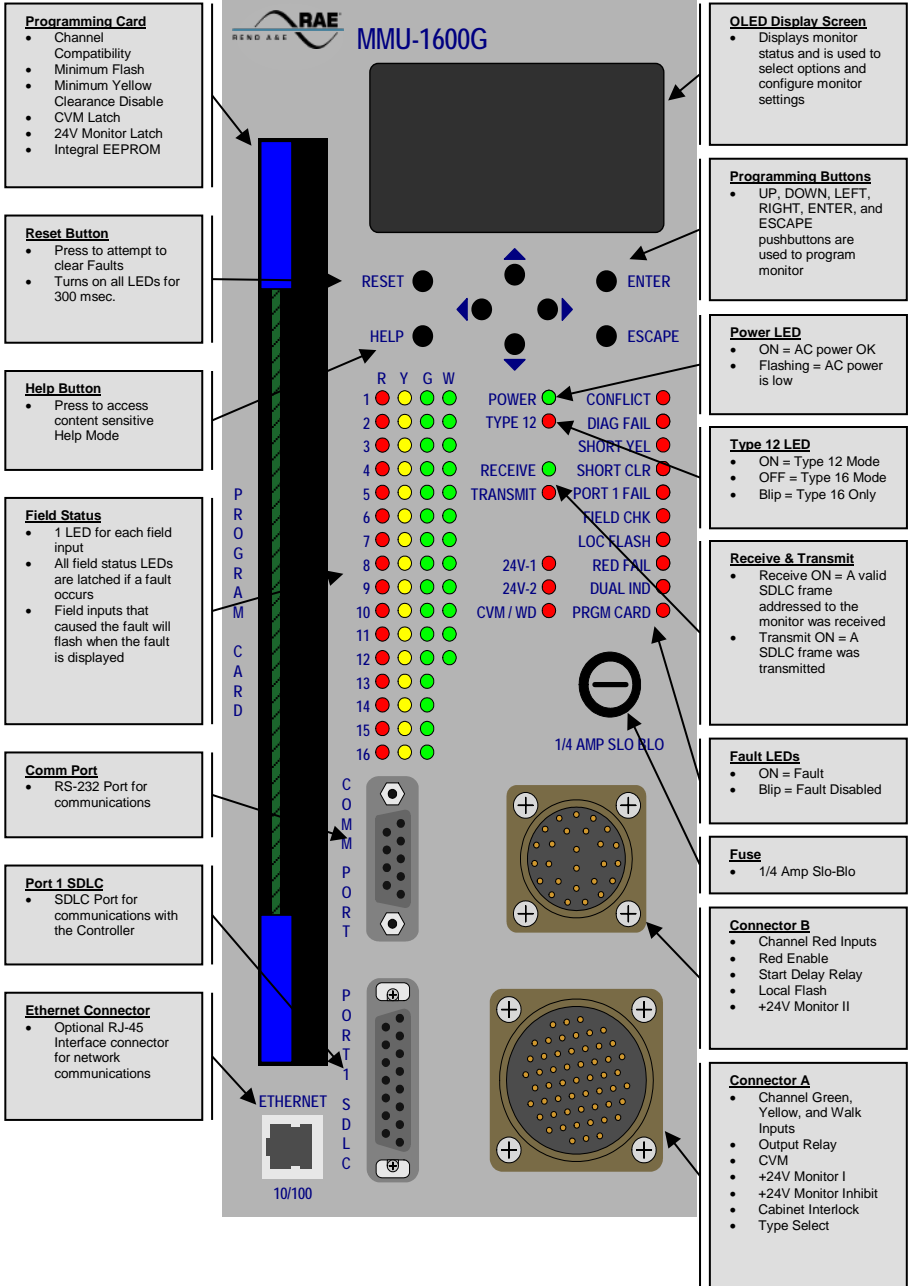 Programming Card
• Channel
Compatibility
• Minimum Flash
• Minimum Yellow
Clearance Disable
• CVM Latch
• 24V Monitor Latch
• Integral EEPROM
Reset Button
• Press to attempt to
clear Faults
• Turns on all LEDs for
300 msec.
Help Button
• Press to access
content sensitive
Help Mode
Field Status
• 1 LED for each field
input
• All field status LEDs
are latched if a fault
occurs
• Field inputs that
caused the fault will
flash when the fault
is displayed
Comm Port
• RS-232 Port for
communications
Port 1 SDLC
• SDLC Port for
communications with
the Controller
Ethernet Connector
• Optional RJ-45
Interface connector
for network
communications
RAE
RENO A&E
MMU-1600G
RESET
ENTER
HELP
ESCAPE
PROGRAM CARD
R Y G W
1
2
3
4
5
6
7
8
9
10
11
12
13
14
15
16
POWER
TYPE 12
RECEIVE
TRANSMIT
24V-1
24V-2
CVM / WD
CONFLICT
DIAG FAIL
SHORT YEL
SHORT CLR
PORT 1 FAIL
FIELD CHK
LOC FLASH
RED FAIL
DUAL IND
PRGM CARD
1/4 AMP SLO BLO
COMM PORT
PORT 1 SDLC
ETHERNET
10/100
OLED Display Screen
• Displays monitor
status and is used to
select options and
configure monitor
settings
Programming Buttons
• UP, DOWN, LEFT,
RIGHT, ENTER, and
ESCAPE
pushbuttons are
used to program
monitor
Power LED
• ON = AC power OK
• Flashing = AC power
is low
Type 12 LED
• ON = Type 12 Mode
• OFF = Type 16 Mode
• Blip = Type 16 Only
Receive & Transmit
• Receive ON = A valid
SDLC frame
addressed to the
monitor was received
• Transmit ON = A
SDLC frame was
transmitted
Fault LEDs
• ON = Fault
• Blip = Fault Disabled
Fuse
• 1/4 Amp Slo-Blo
Connector B
• Channel Red Inputs
• Red Enable
• Start Delay Relay
• Local Flash
• +24V Monitor II
Connector A
• Channel Green,
Yellow, and Walk
Inputs
• Output Relay
• CVM
• +24V Monitor I
• +24V Monitor Inhibit
• Cabinet Interlock
• Type Select